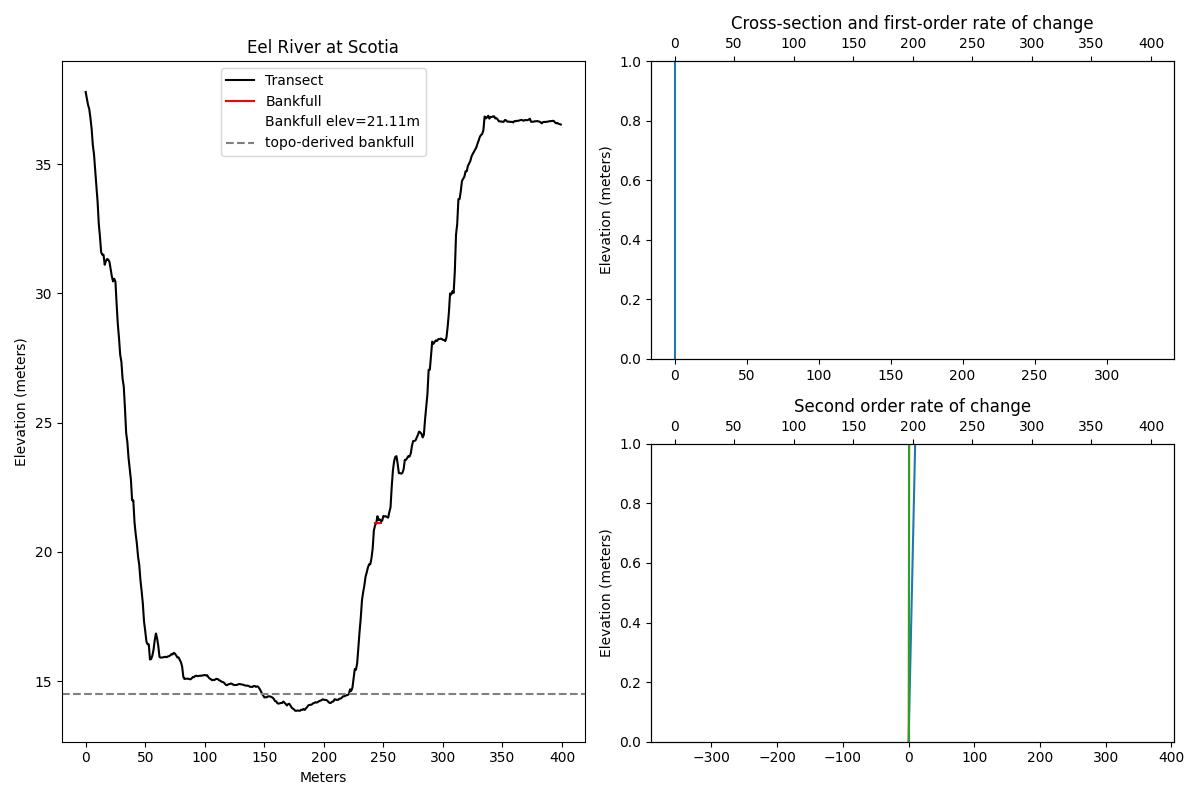 Eel River at Scotia
Transect
Bankfull
Bankfull elev=21.11m
topo-derived bankfull
Elevation (meters)
35
30
25
20
15
0 50 100 150 200 250 300 350 400
Meters
Cross-section and first-order rate of change
0 50 100 150 200 250 300 350 400
Elevation (meters)
1.0
0.8
0.6
0.4
0.2
0.0
0 50 100 150 200 250 300
Second order rate of change
0 50 100 150 200 250 300 350 400
Elevation (meters)
1.0
0.8
0.6
0.4
0.2
0.0
−300 −200 −100 0 100 200 300 400